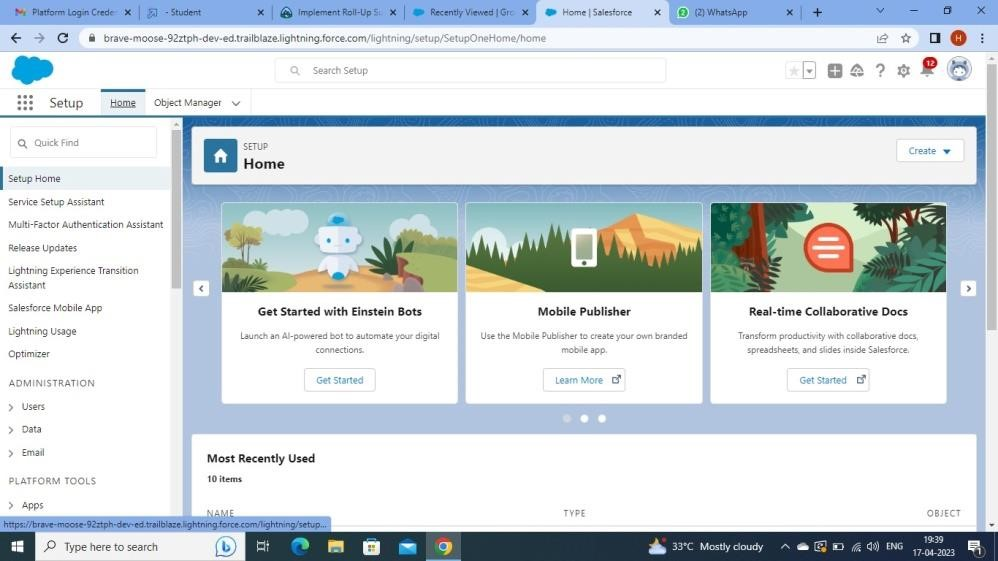 Platform Login Creden
- Student
Implement Roll-Up Su
Recently Viewed | Gro
Home | Salesforce
(2) WhatsApp
brave-moose-92ztph-dev-ed.trailblaze.lightning.force.com/lightning/setup/SetupOneHome/home
H
Search Setup
12
Setup
Home
Object Manager
Quick Find
Setup Home
Service Setup Assistant
Multi-Factor Authentication Assistant
Release Updates
Lightning Experience Transition
Assistant
Salesforce Mobile App
Lightning Usage
Optimizer
ADMINISTRATION
Users
Data
Email
PLATFORM TOOLS
Apps
SETUP
Home
Create
Get Started with Einstein Bots
Launch an AI-powered bot to automate your digital
connections.
Get Started
Mobile Publisher
Use the Mobile Publisher to create your own branded
mobile app.
Learn More
Real-time Collaborative Docs
Transform productivity with collaborative docs,
spreadsheets, and slides inside Salesforce.
Get Started
Most Recently Used
10 items
NAME
TYPE
OBJECT
https://brave-moose-92ztph-dev-ed.trailblaze.lightning.force.com/lightning/setup...
Type here to search
33°C Mostly cloudy
ENG
19:39
17-04-2023
1